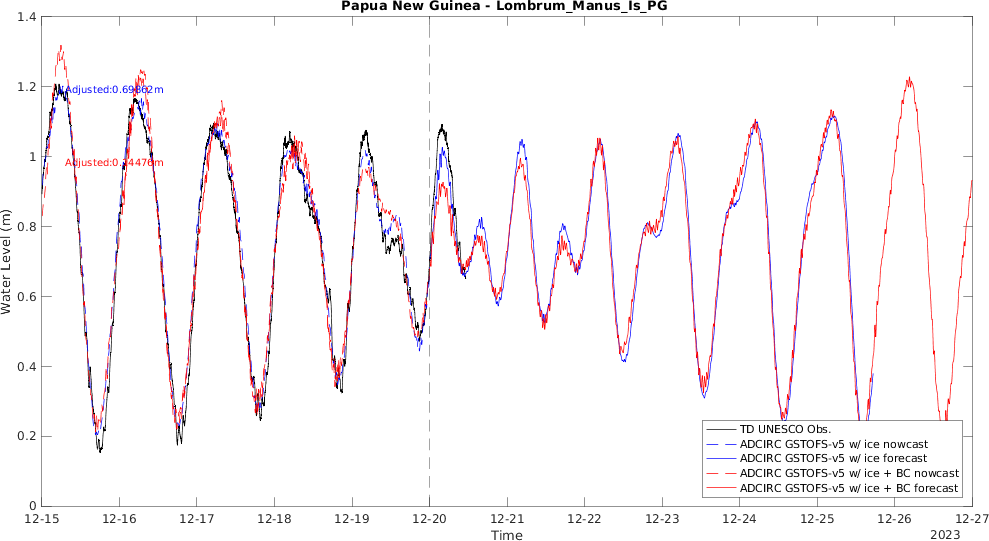 Papua New Guinea - Lombrum_Manus_Is_PG
1.4
1.2
1
0.8
0.6
0.4
0.2
0
Water Level (m)
Adjusted:0.69862m
TD UNESCO Obs.
ADCIRC GSTOFS-v5 w/ ice nowcast
ADCIRC GSTOFS-v5 w/ ice forecast
ADCIRC GSTOFS-v5 w/ ice + BC nowcast
ADCIRC GSTOFS-v5 w/ ice + BC forecast
12-15 12-16 12-17 12-18 12-19 12-20 12-21 12-22 12-23 12-24 12-25 12-26 12-27
Time
2023